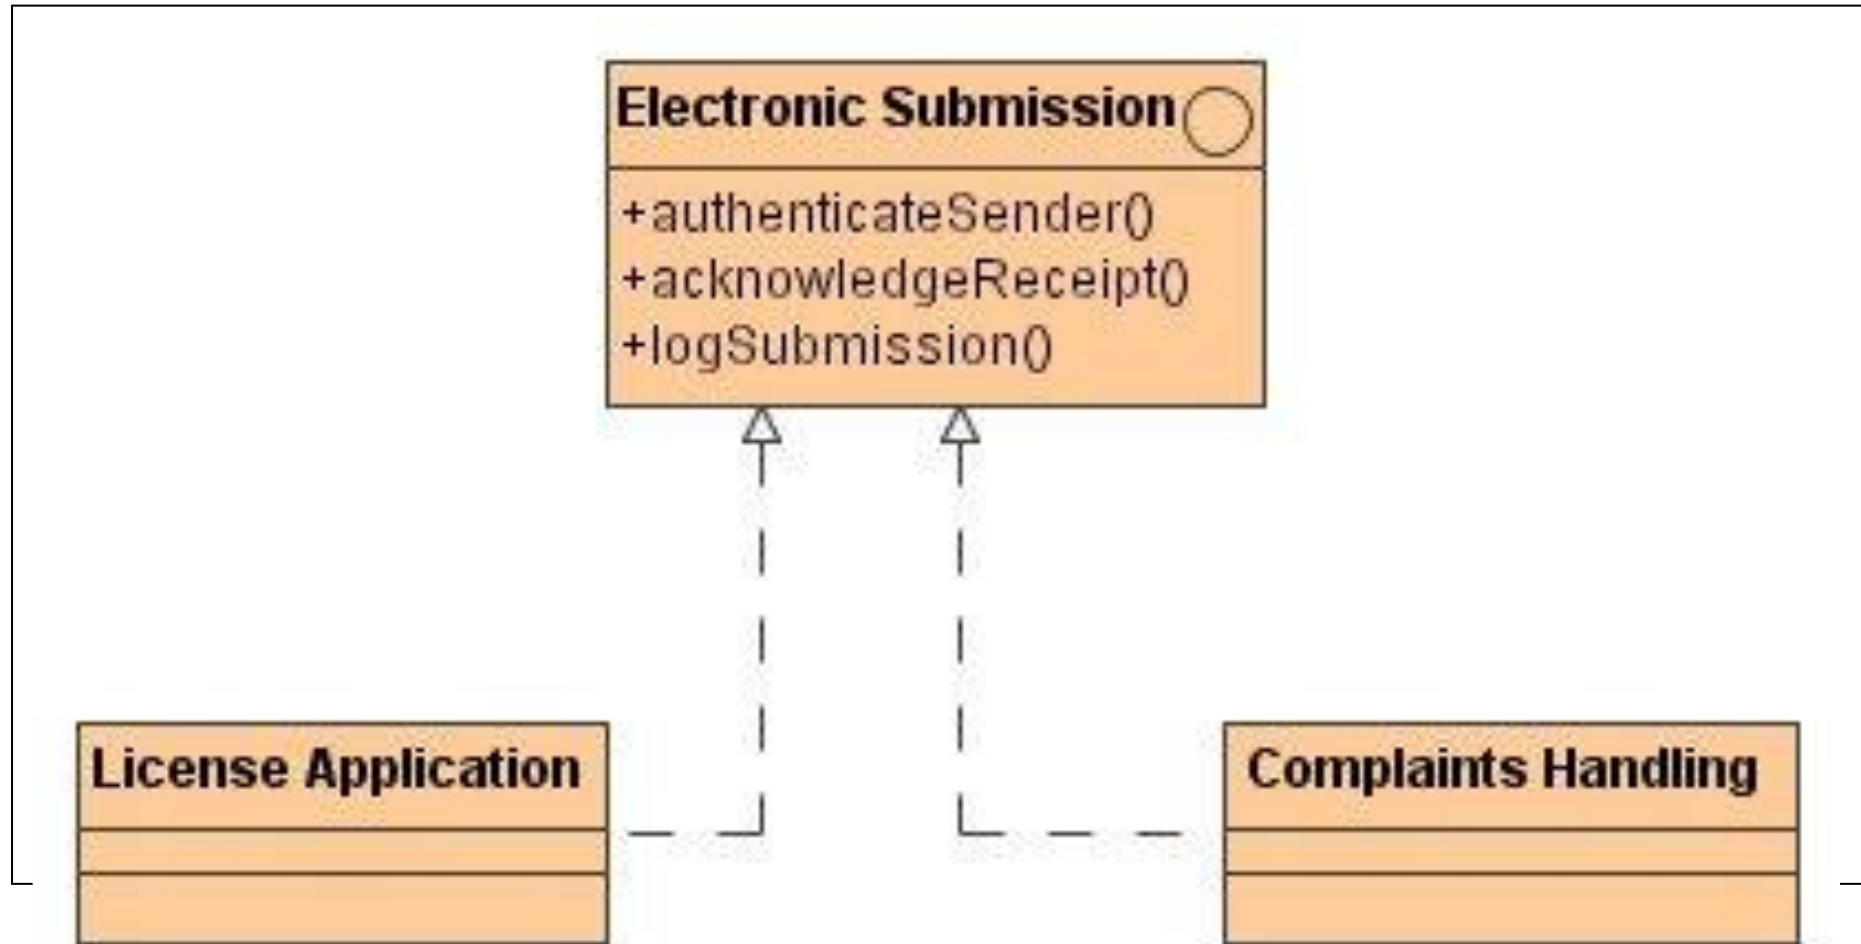 Electronic Submission
+authenticateSender()
+acknowledgeReceipt()
+logSubmission()
License Application
Complaints Handling